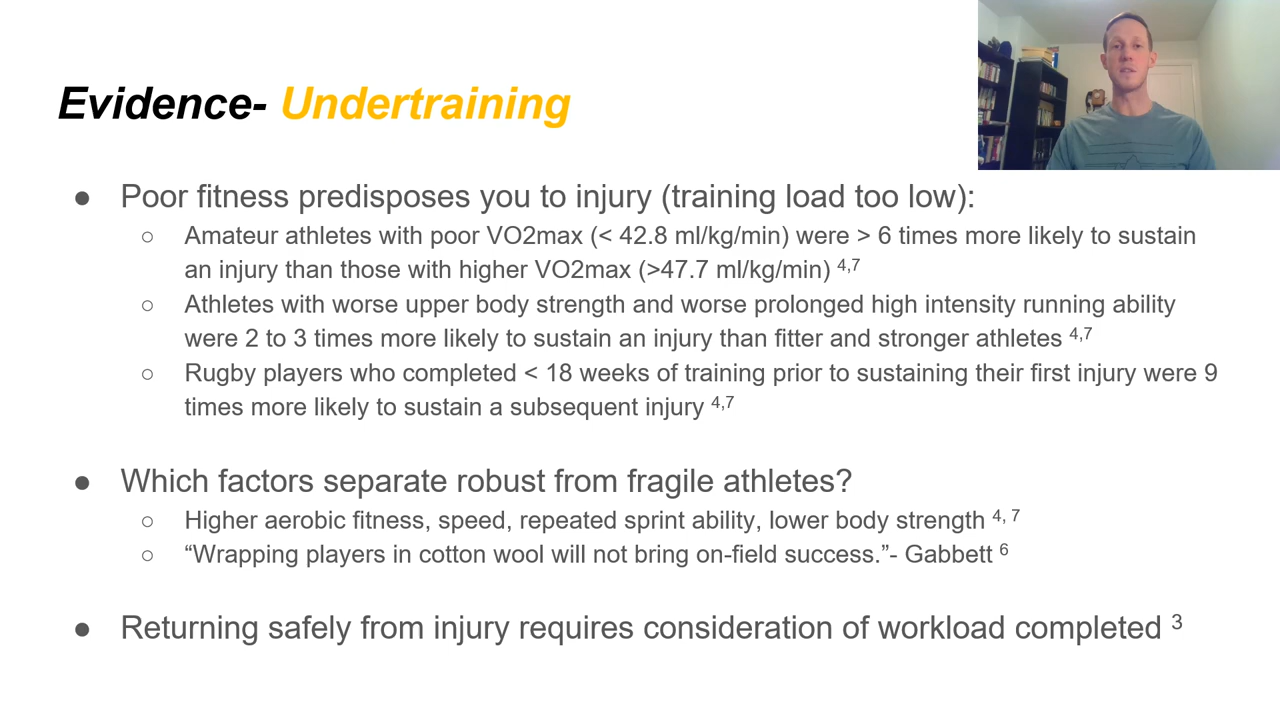 Evidence- Undertraining
● Poor fitness predisposes you to injury (training load too low):
○ Amateur athletes with poor VO2max (< 42.8 ml/kg/min) were > 6 times more likely to sustain
an injury than those with higher VO2max (>47.7 ml/kg/min) 4,7
○ Athletes with worse upper body strength and worse prolonged high intensity running ability
were 2 to 3 times more likely to sustain an injury than fitter and stronger athletes 4,7
○ Rugby players who completed < 18 weeks of training prior to sustaining their first injury were 9
times more likely to sustain a subsequent injury 4,7
● Which factors separate robust from fragile athletes?
○ Higher aerobic fitness, speed, repeated sprint ability, lower body strength 4, 7
○ “Wrapping players in cotton wool will not bring on-field success.”- Gabbett 6
● Returning safely from injury requires consideration of workload completed 3